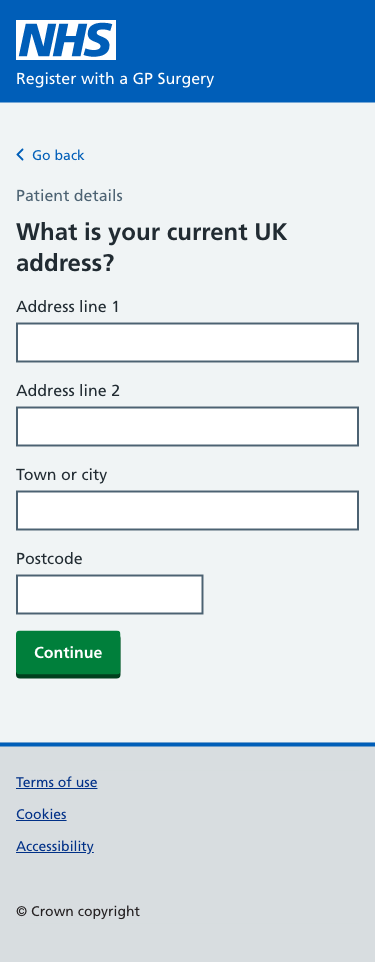 NHS
Register with a GP Surgery
Go back
Patient details
What is your current UK
address?
Address line 1
Address line 2
Town or city
Postcode
Continue
Terms of use
Cookies
Accessibility
© Crown copyright